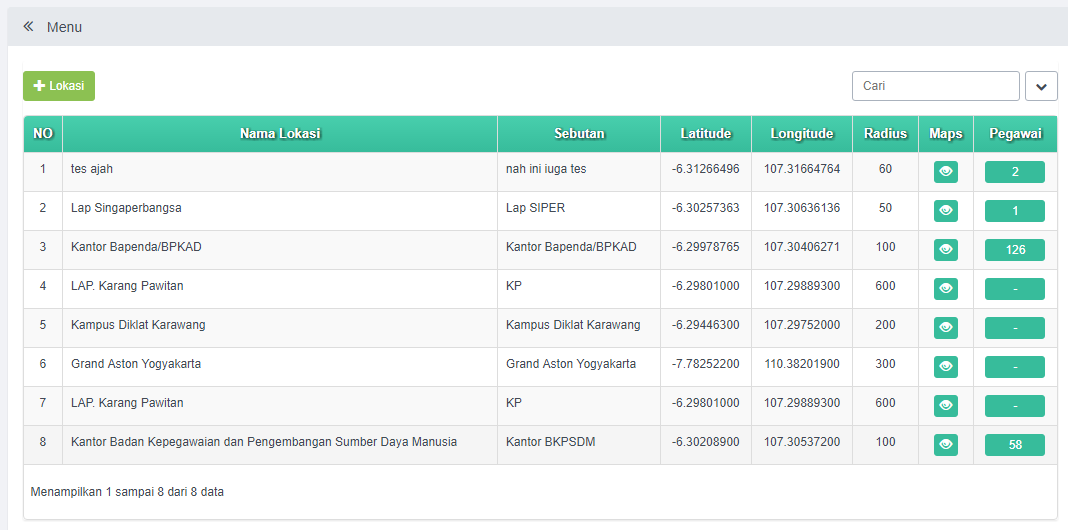 Menu
Lokasi
Cari
NO Nama Lokasi Sebutan Latitude Longitude Radius Maps Pegawai
1 tes ajah nah ini iuga tes -6.31266496 107.31664764 60 2
2 Lap Singaperbangsa Lap SIPER -6.30257363 107.30636136 50 1
3 Kantor Bapenda/BPKAD Kantor Bapenda/BPKAD -6.29978765 107.30406271 100 126
4 LAP. Karang Pawitan KP -6.29801000 107.29889300 600 -
5 Kampus Diklat Karawang Kampus Diklat Karawang -6.29446300 107.29752000 200 -
6 Grand Aston Yogyakarta Grand Aston Yogyakarta -7.78252200 110.38201900 300 -
7 LAP. Karang Pawitan KP -6.29801000 107.29889300 600 -
8 Kantor Badan Kepegawaian dan Pengembangan Sumber Daya Manusia Kantor BKPSDM -6.30208900 107.30537200 100 58
Menampilkan 1 sampai 8 dari 8 data